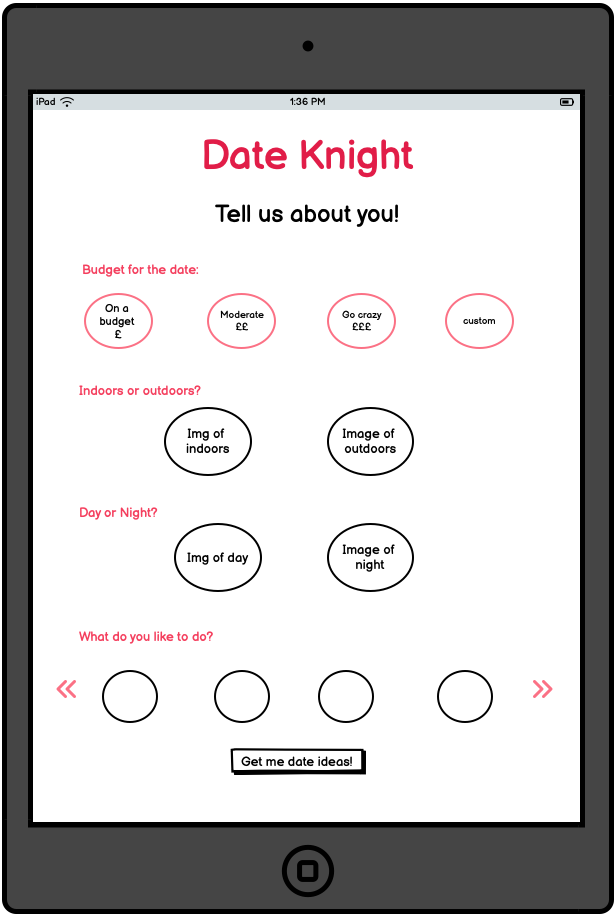 iPad 1:36 PM
Date Knight
Tell us about you!
Budget for the date:
On a
budget
£
Moderate
££
Go crazy
£££
custom
Indoors or outdoors?
Img of
indoors
Image of
outdoors
Day or Night?
Img of day
Image of
night
What do you like to do?
Get me date ideas!